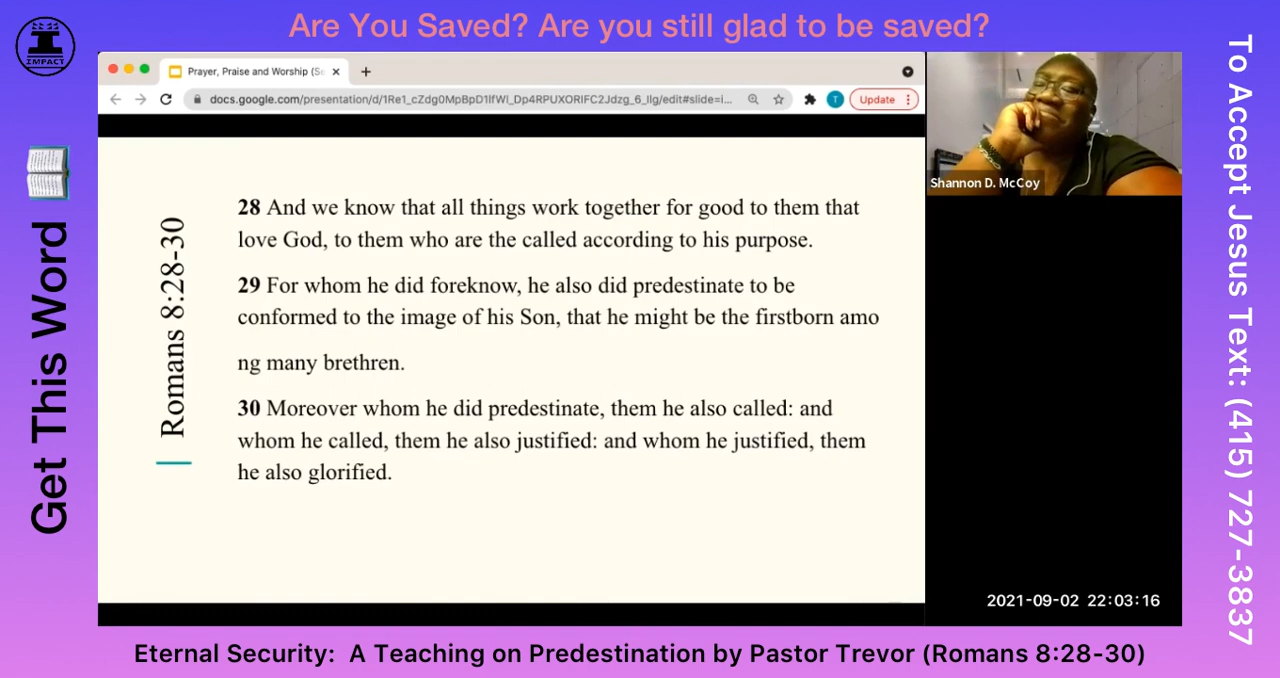 Are You Saved? Are you still glad to be saved?
IMPACT
Get This Word
Prayer, Praise and Worship (S
docs.google.com/presentation/d/1Re1_cZdg0MpBpD1lfWl_Dp4RPUXORIFC2Jdzg_6_Ilg/edit#slide=i...
T
Update
Romans 8:28-30
28 And we know that all things work together for good to them that
love God, to them who are the called according to his purpose.
29 For whom he did foreknow, he also did predestinate to be
conformed to the image of his Son, that he might be the firstborn amo
ng many brethren.
30 Moreover whom he did predestinate, them he also called: and
whom he called, them he also justified: and whom he justified, them
he also glorified.
Shannon D. McCoy
2021-09-02 22:03:16
To Accept Jesus Text: (415) 727-3837
Eternal Security: A Teaching on Predestination by Pastor Trevor (Romans 8:28-30)